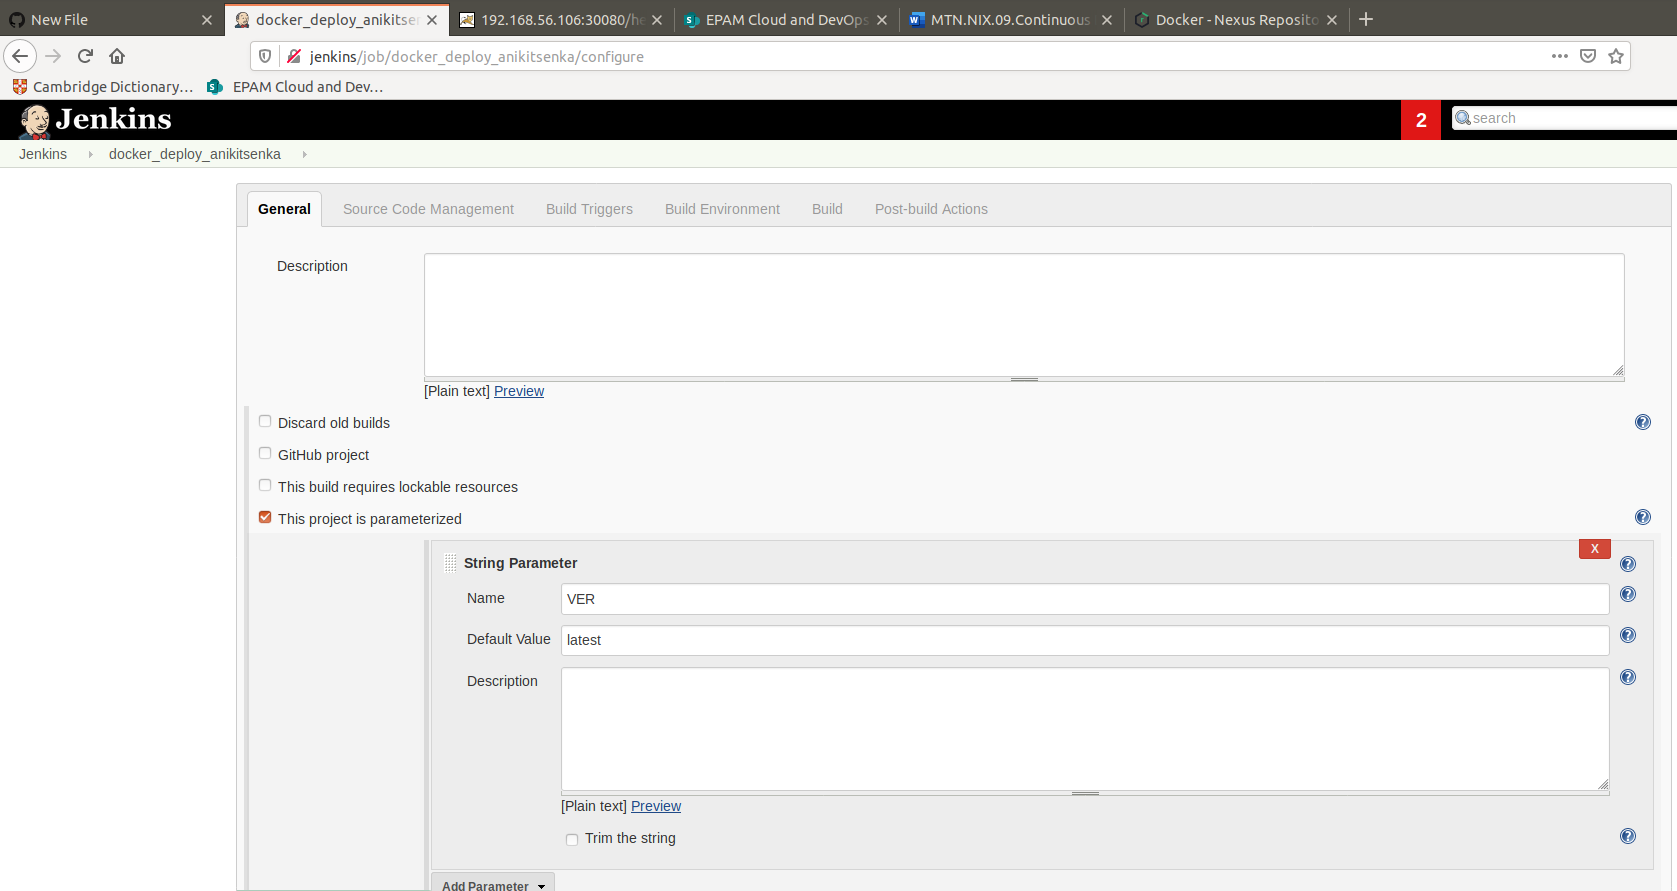 New File
docker_deploy_anikitse
192.168.56.106:30080/he
EPAM Cloud and DevOps
MTN.NIX.09.Continuous
Docker - Nexus Reposito
jenkins/job/docker_deploy_anikitsenka/configure
Cambridge Dictionary…
EPAM Cloud and Dev…
Jenkins
2
search
Jenkins
docker_deploy_anikitsenka
General
Source Code Management
Build Triggers
Build Environment
Build
Post-build Actions
Description
[Plain text] Preview
Discard old builds
GitHub project
This build requires lockable resources
This project is parameterized
X
String Parameter
Name
VER
Default Value
latest
Description
[Plain text] Preview
Trim the string
Add Parameter